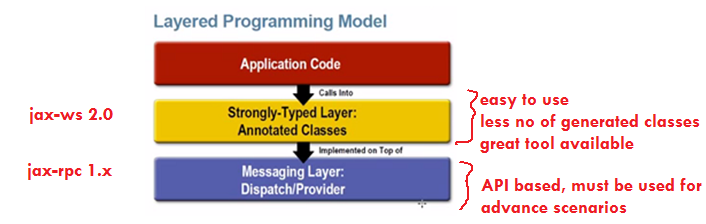 Layered Programming Model
Application Code
Calls Into
jax-ws 2.0
Strongly-Typed Layer:
Annotated Classes
easy to use
less no of generated classes
great tool available
Implemented on Top of
jax-rpc 1.x
Messaging Layer:
Dispatch/Provider
API based, must be used for
advance scenarios